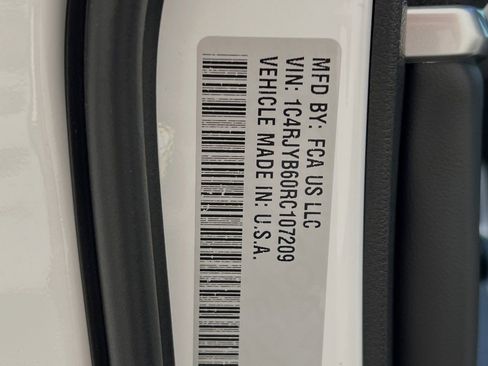 MFD BY: FCA US LLC
VIN: 1C4RJYB60RC107209
VEHICLE MADE IN: U.S.A.